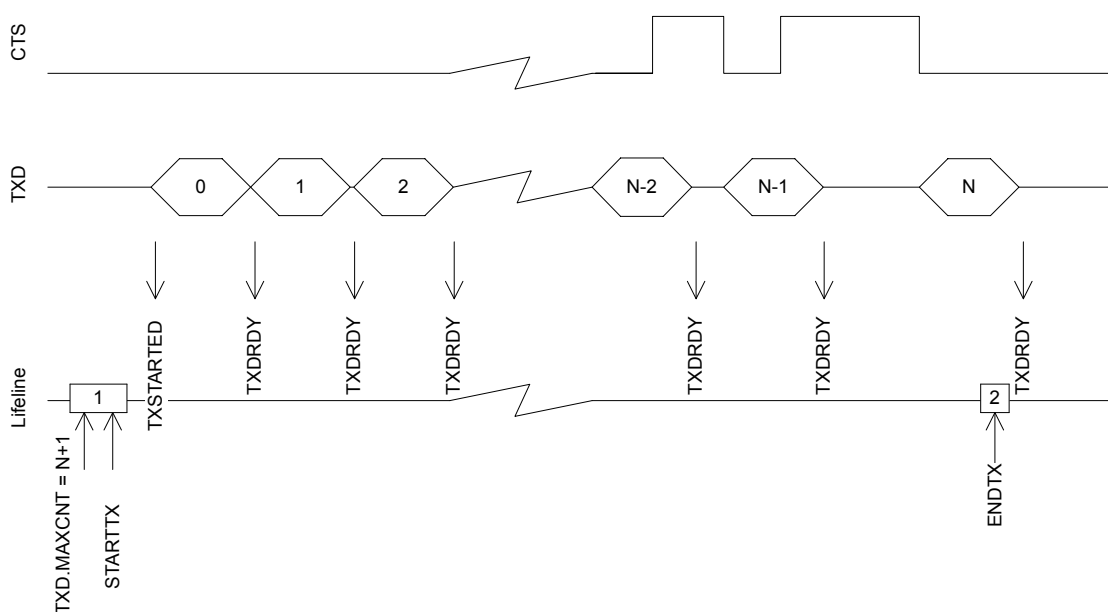 CTS
TXD
0
1
2
N-2
N-1
N
TXSTARTED
TXDRDY
TXDRDY
TXDRDY
TXDRDY
TXDRDY
TXDRDY
Lifeline
1
2
TXD.MAXCNT = N+1
STARTTX
ENDTX